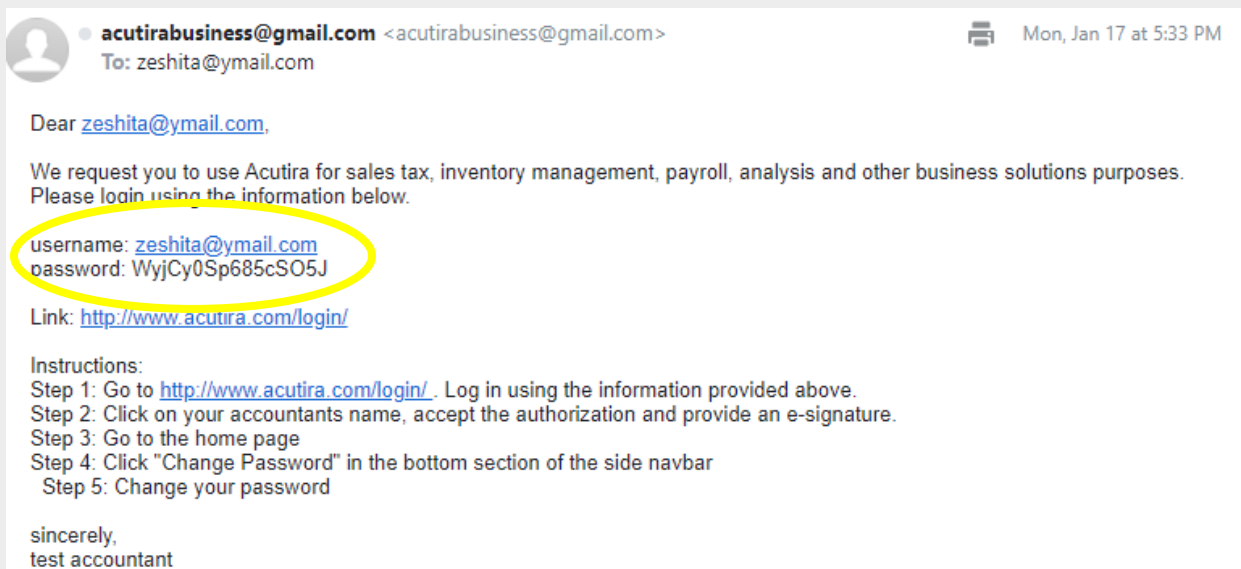 acutirabusiness@gmail.com <acutirabusiness@gmail.com> Mon, Jan 17 at 5:33 PM
To: zeshita@ymail.com
Dear zeshita@ymail.com,
We request you to use Acutira for sales tax, inventory management, payroll, analysis and other business solutions purposes.
Please login using the information below.
username: zeshita@ymail.com
password: WyjCy0Sp685cSO5J
Link: http://www.acutira.com/login/
Instructions:
Step 1: Go to http://www.acutira.com/login/ . Log in using the information provided above.
Step 2: Click on your accountants name, accept the authorization and provide an e-signature.
Step 3: Go to the home page
Step 4: Click "Change Password" in the bottom section of the side navbar
Step 5: Change your password
sincerely,
test accountant